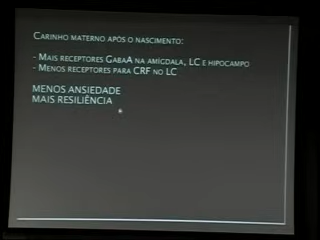 CARINHO MATERNO APÓS O NASCIMENTO:
- MAIS RECEPTORES GABAA NA AMÍGDALA, LC E HIPOCAMPO
- MENOS RECEPTORES PARA CRF NO LC
MENOS ANSIEDADE
MAIS RESILIÊNCIA